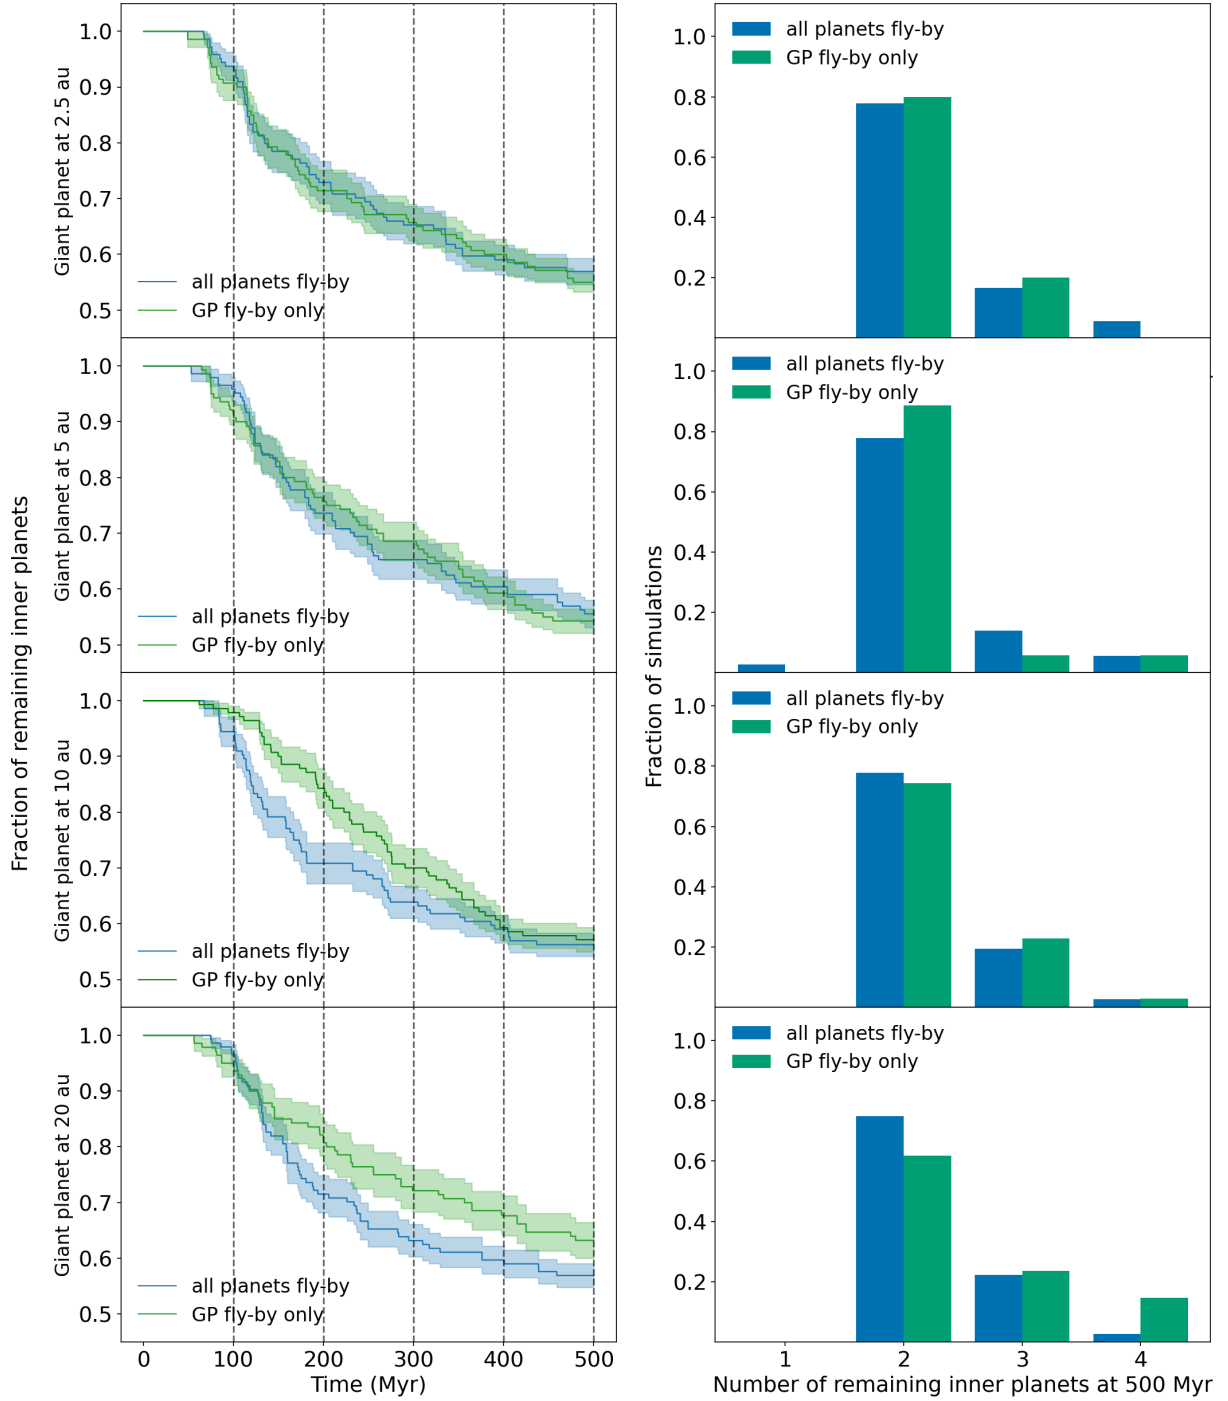 Fraction of remaining inner planets
Giant planet at 2.5 au
1.0
0.9
0.8
0.7
0.6
0.5
all planets fly-by
GP fly-by only
1.0
0.8
0.6
0.4
0.2
all planets fly-by
GP fly-by only
Giant planet at 5 au
1.0
0.9
0.8
0.7
0.6
0.5
all planets fly-by
GP fly-by only
Fraction of simulations
1.0
0.8
0.6
0.4
0.2
all planets fly-by
GP fly-by only
Giant planet at 10 au
1.0
0.9
0.8
0.7
0.6
0.5
all planets fly-by
GP fly-by only
1.0
0.8
0.6
0.4
0.2
all planets fly-by
GP fly-by only
Giant planet at 20 au
1.0
0.9
0.8
0.7
0.6
0.5
all planets fly-by
GP fly-by only
0 100 200 300 400 500
Time (Myr)
1.0
0.8
0.6
0.4
0.2
all planets fly-by
GP fly-by only
1 2 3 4
Number of remaining inner planets at 500 Myr